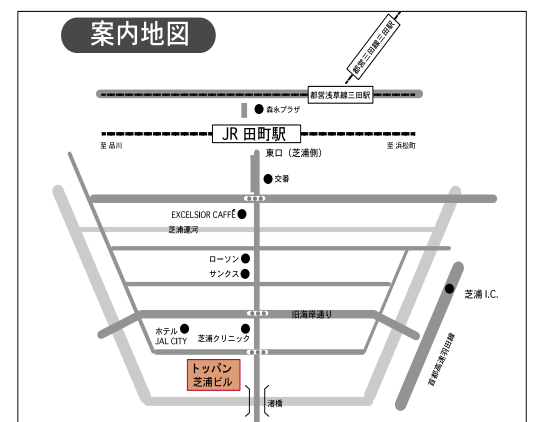 案内地図
都営三田線三田駅
都営浅草線三田駅
森永プラザ
JR 田町駅
至 品川
至 浜松町
東口（芝浦側）
交番
EXCELSIOR CAFFÉ
芝浦運河
ローソン
サンクス
芝浦 I.C.
旧海岸通り
ホテル
JAL CITY
芝浦クリニック
首都高速羽田線
トッパン
芝浦ビル
渚橋